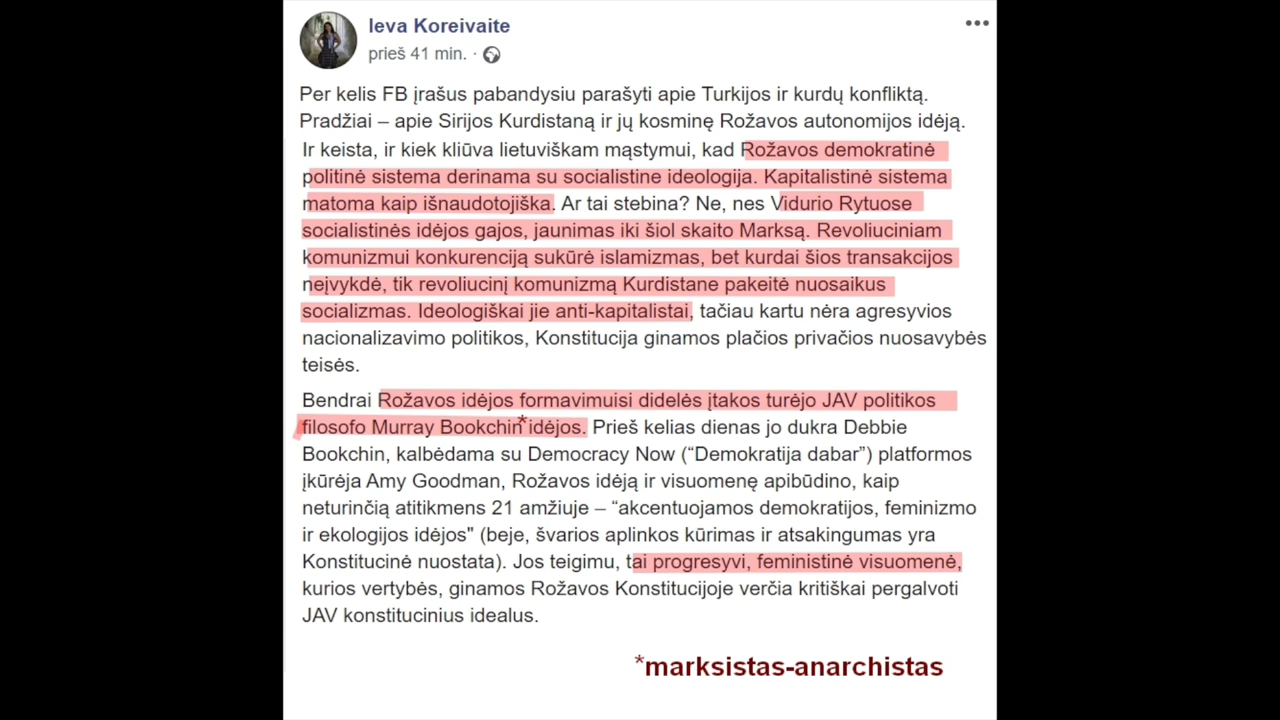 Ieva Koreivaite
prieš 41 min. ·
Per kelis FB įrašus pabandysiu parašyti apie Turkijos ir kurdų konfliktą.
Pradžiai – apie Sirijos Kurdistaną ir jų kosminę Rožavos autonomijos idėją.
Ir keista, ir kiek kliūva lietuviškam mąstymui, kad Rožavos demokratinė
politinė sistema derinama su socialistine ideologija. Kapitalistinė sistema
matoma kaip išnaudotojiška. Ar tai stebina? Ne, nes Vidurio Rytuose
socialistinės idėjos gajos, jaunimas iki šiol skaito Marksą. Revoliuciniam
komunizmui konkurenciją sukūrė islamizmas, bet kurdai šios transakcijos
neįvykdė, tik revoliucinį komunizmą Kurdistane pakeitė nuosaikus
socializmas. Ideologiškai jie anti-kapitalistai, tačiau kartu nėra agresyvios
nacionalizavimo politikos, Konstitucija ginamos plačios privačios nuosavybės
teisės.
Bendrai Rožavos idėjos formavimuisi didelės įtakos turėjo JAV politikos
filosofo Murray Bookchin* idėjos. Prieš kelias dienas jo dukra Debbie
Bookchin, kalbėdama su Democracy Now (“Demokratija dabar”) platformos
įkūrėja Amy Goodman, Rožavos idėją ir visuomenę apibūdino, kaip
neturinčią atitikmens 21 amžiuje – “akcentuojamos demokratijos, feminizmo
ir ekologijos idėjos" (beje, švarios aplinkos kūrimas ir atsakingumas yra
Konstitucinė nuostata). Jos teigimu, tai progresyvi, feministinė visuomenė,
kurios vertybės, ginamos Rožavos Konstitucijoje verčia kritiškai pergalvoti
JAV konstitucinius idealus.
*marksistas-anarchistas